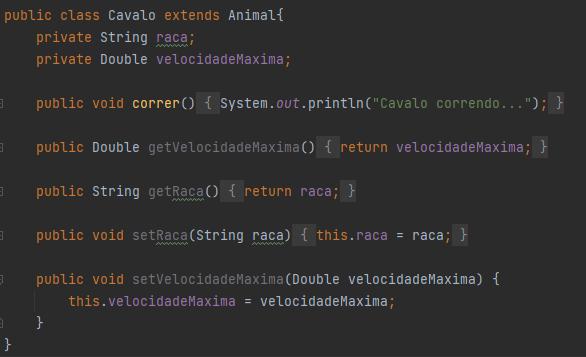 public class Cavalo extends Animal{
    private String raca;
    private Double velocidadeMaxima;

    public void correr() { System.out.println("Cavalo correndo..."); }

    public Double getVelocidadeMaxima() { return velocidadeMaxima; }

    public String getRaca() { return raca; }

    public void setRaca(String raca) { this.raca = raca; }

    public void setVelocidadeMaxima(Double velocidadeMaxima) {
        this.velocidadeMaxima = velocidadeMaxima;
    }
}